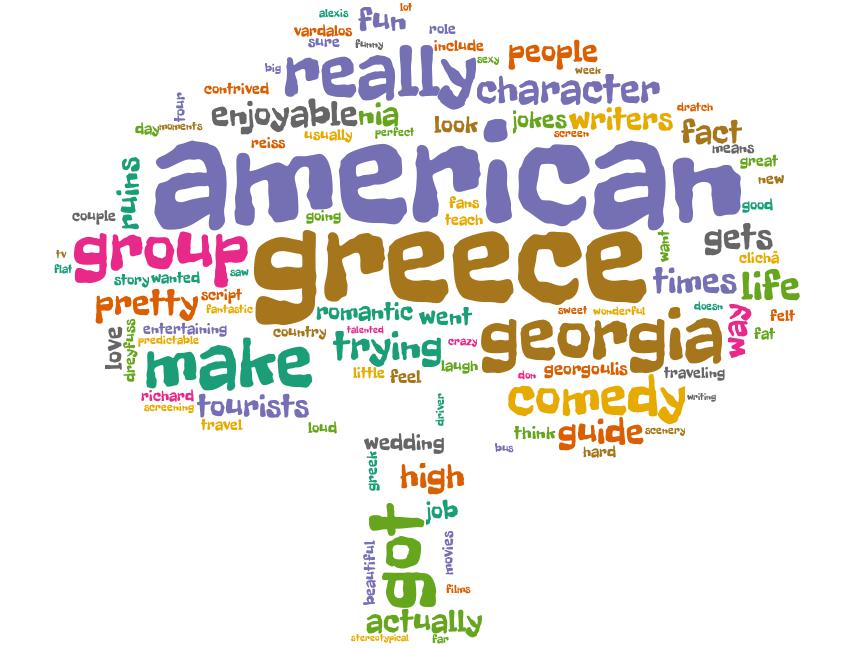 alexis
lot
fun
role
vardalos
sure
funny
include
sexy
people
big
really
week
contrived
character
tour
enjoyable
nia
look
jokes
writers
dratch
day
moments
usually
perfect
screen
fact
reiss
means
great
american
new
ruins
fans
good
couple
going
teach
group
greece
want
gets
tv
clichã
flat
story
wanted
saw
times
life
pretty
script
fantastic
romantic
went
sweet
wonderful
doesn
way
felt
love
dreyfuss
entertaining
predictable
country
talented
trying
crazy
georgia
fat
make
laugh
little
feel
don
georgoulis
traveling
richard
screening
tourists
comedy
writing
travel
loud
driver
think
guide
scenery
wedding
bus
hard
greek
high
job
got
beautiful
movies
films
actually
stereotypical
far